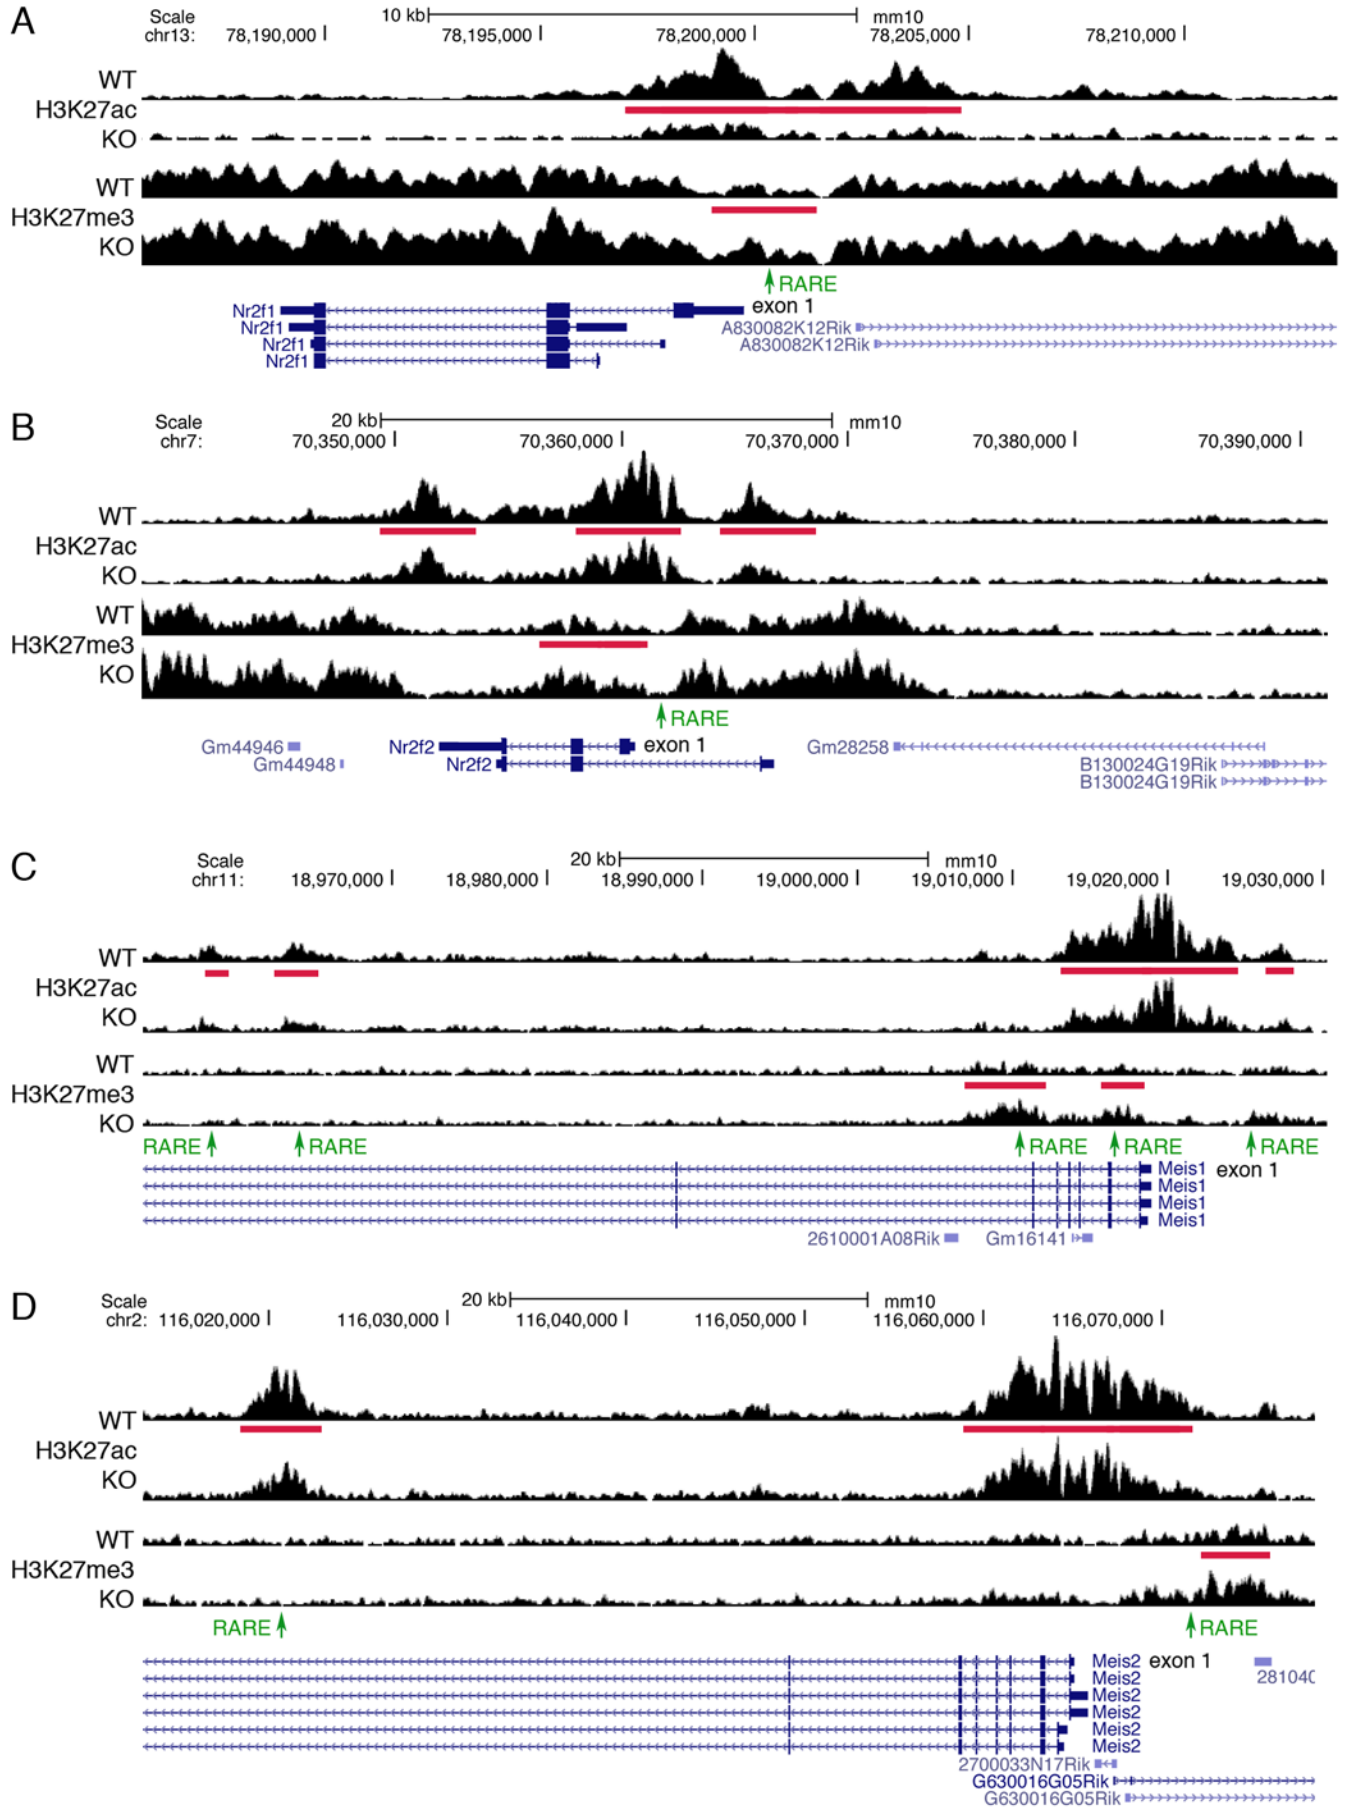 A
Scale 10 kb mm10
chr13: 78,190,000 78,195,000 78,200,000 78,205,000 78,210,000
WT
H3K27ac
KO
WT
H3K27me3
KO
RARE
Nr2f1 exon 1
Nr2f1 A830082K12Rik
Nr2f1 A830082K12Rik
Nr2f1
B
Scale 20 kb mm10
chr7: 70,350,000 70,360,000 70,370,000 70,380,000 70,390,000
WT
H3K27ac
KO
WT
H3K27me3
KO
RARE
Gm44946 Nr2f2 exon 1 Gm28258
Gm44948 Nr2f2 B130024G19Rik
B130024G19Rik
C
Scale 20 kb mm10
chr11: 18,970,000 18,980,000 18,990,000 19,000,000 19,010,000 19,020,000 19,030,000
WT
H3K27ac
KO
WT
H3K27me3
KO
RARE RARE RARE RARE RARE
Meis1 exon 1
Meis1
Meis1
Meis1
2610001A08Rik Gm16141
D
Scale 20 kb mm10
chr2: 116,020,000 116,030,000 116,040,000 116,050,000 116,060,000 116,070,000
WT
H3K27ac
KO
WT
H3K27me3
KO
RARE RARE
Meis2 exon 1
Meis2 28104
Meis2
Meis2
Meis2
Meis2
2700033N17Rik
G630016G05Rik
G630016G05Rik